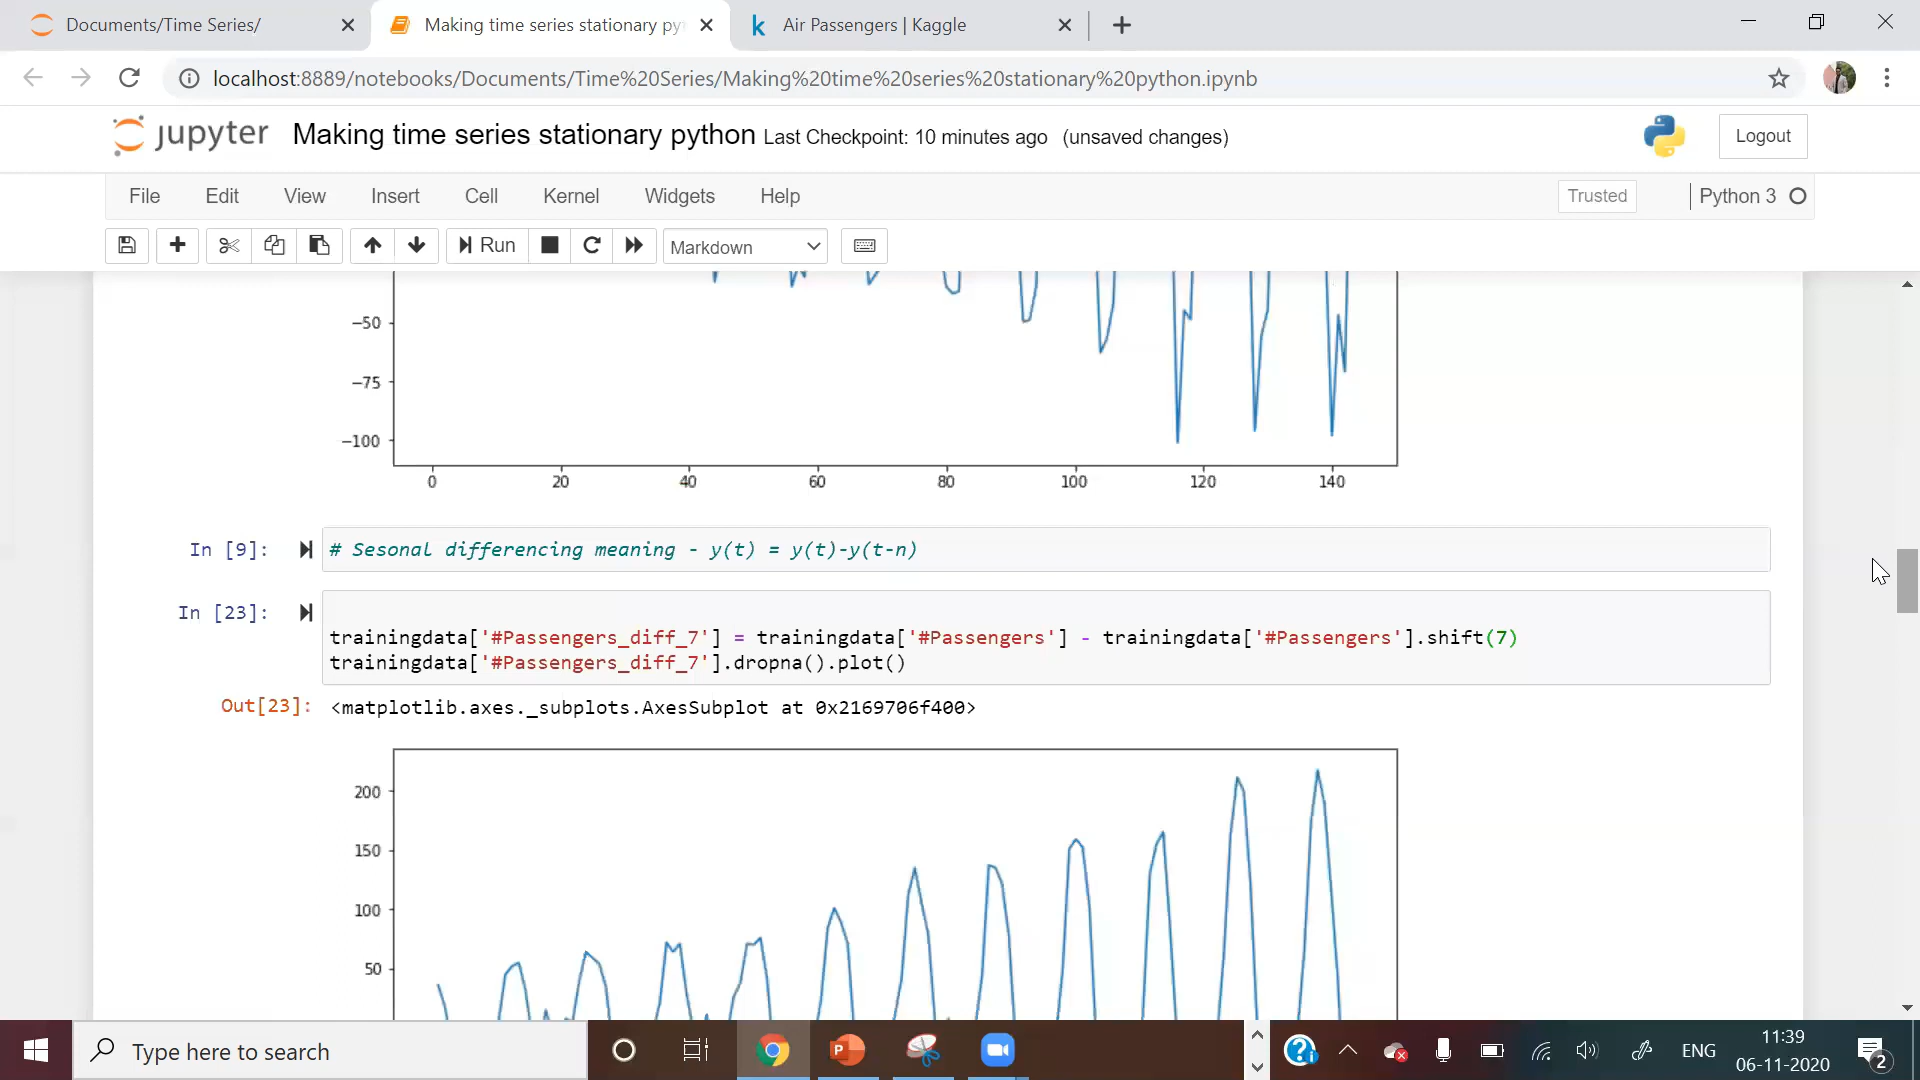 Documents/Time Series/
Making time series stationary py
Air Passengers | Kaggle
localhost:8889/notebooks/Documents/Time%20Series/Making%20time%20series%20stationary%20python.ipynb
jupyter
Making time series stationary python Last Checkpoint: 10 minutes ago (unsaved changes)
Logout
File Edit View Insert Cell Kernel Widgets Help
Trusted
Python 3
Run
Markdown
−50
−75
−100
0 20 40 60 80 100 120 140
In [9]: # Sesonal differencing meaning - y(t) = y(t)-y(t-n)
In [23]:
trainingdata['#Passengers_diff_7'] = trainingdata['#Passengers'] - trainingdata['#Passengers'].shift(7)
trainingdata['#Passengers_diff_7'].dropna().plot()
Out[23]: <matplotlib.axes._subplots.AxesSubplot at 0x2169706f400>
200
150
100
50
Type here to search
ENG
11:39
06-11-2020
2